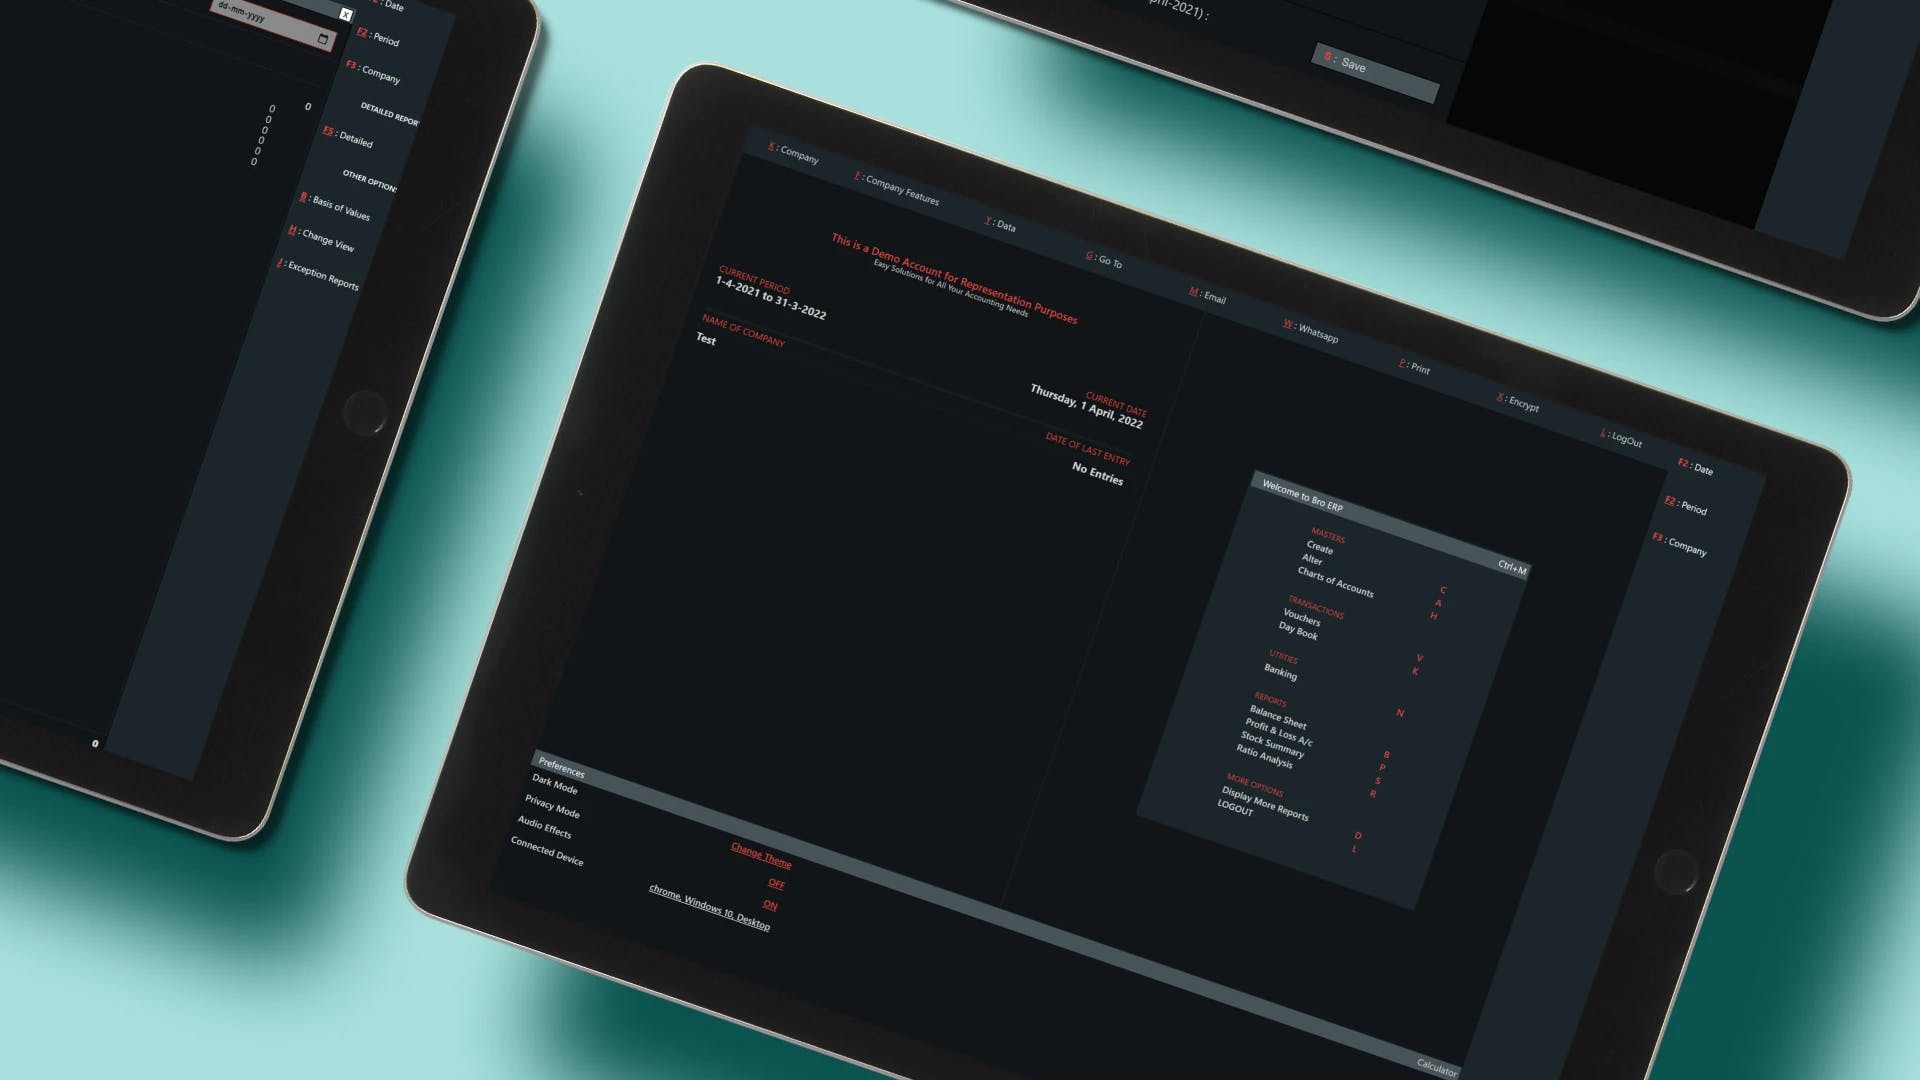 dd-mm-yyyy
X
: Date
F2 : Period
F3 : Company
DETAILED REPOR
F5 : Detailed
OTHER OPTION
B : Basis of Values
H : Change View
J : Exception Reports
0
0
0
0
0
0
0
0
-2021) :
S : Save
K : Company
F : Company Features
Y : Data
G : Go To
M : Email
W : Whatsapp
P : Print
X : Encrypt
L : LogOut
This is a Demo Account for Representation Purposes
Easy Solutions for All Your Accounting Needs
CURRENT PERIOD
1-4-2021 to 31-3-2022
NAME OF COMPANY
Test
CURRENT DATE
Thursday, 1 April, 2022
DATE OF LAST ENTRY
No Entries
F2 : Date
F2 : Period
F3 : Company
Welcome to Bro ERP Ctrl+M
MASTERS
Create C
Alter A
Charts of Accounts H
TRANSACTIONS
Vouchers V
Day Book K
UTIITIES
Banking N
REPORTS
Balance Sheet B
Profit & Loss A/c P
Stock Summary S
Ratio Analysis R
MORE OPTIONS
Display More Reports D
LOGOUT L
Preferences
Dark Mode Change Theme
Privacy Mode OFF
Audio Effects ON
Connected Device chrome, Windows 10, Desktop
Calculator